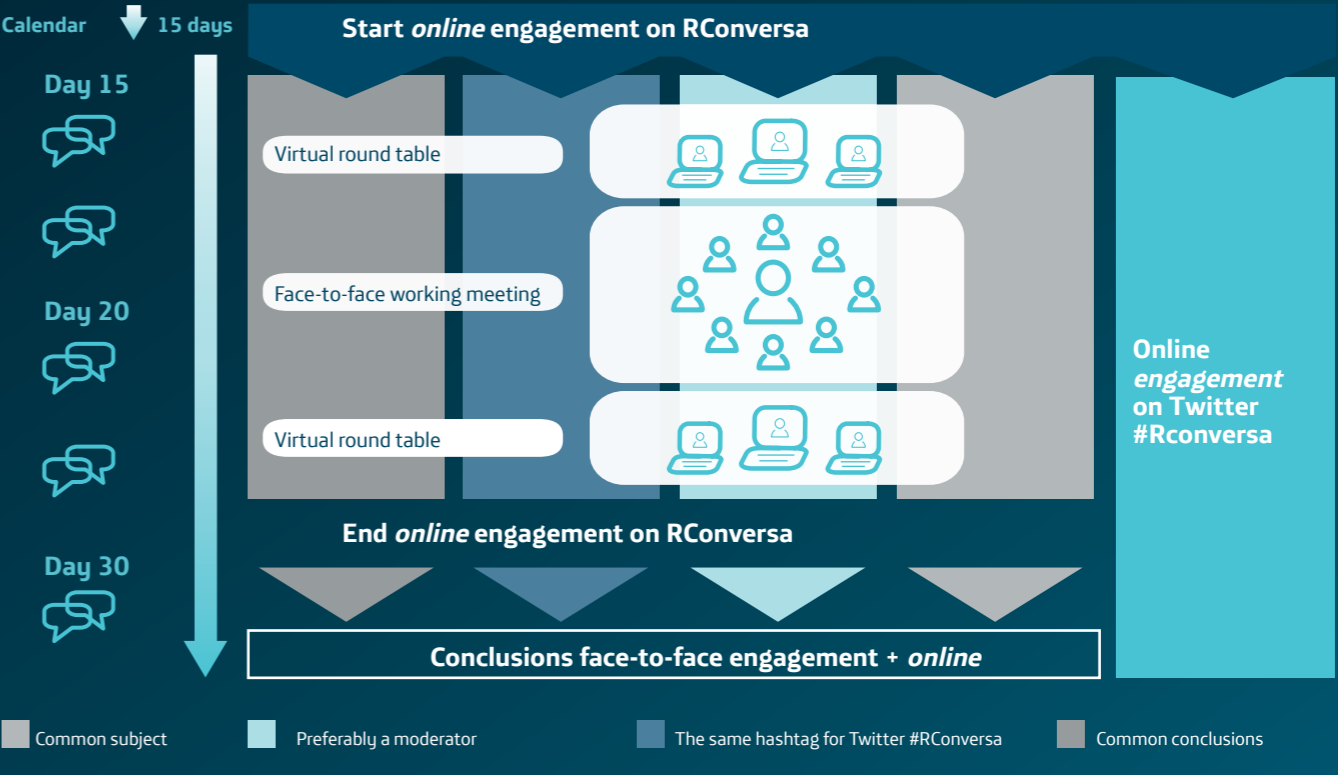 Calendar
15 days
Start online engagement on RConversa
Day 15
Virtual round table
Face-to-face working meeting
Day 20
Virtual round table
Online
engagement
on Twitter
#Rconversa
End online engagement on RConversa
Day 30
Conclusions face-to-face engagement + online
Common subject
Preferably a moderator
The same hashtag for Twitter #RConversa
Common conclusions